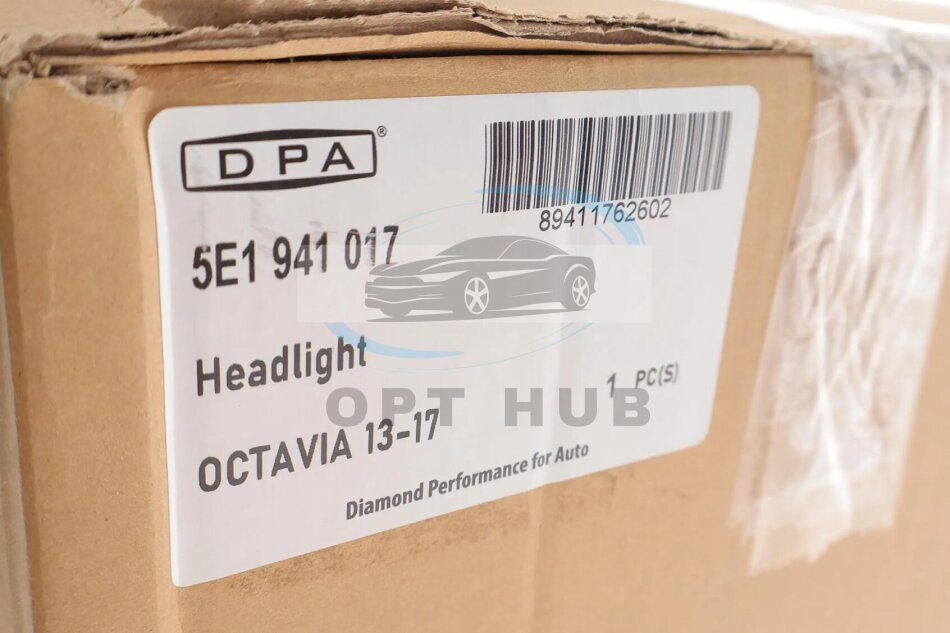 DPA®
89411762602
5E1 941 017
Headlight
1 PC(S)
OPT HUB
OCTAVIA 13-17
Diamond Performance for Auto